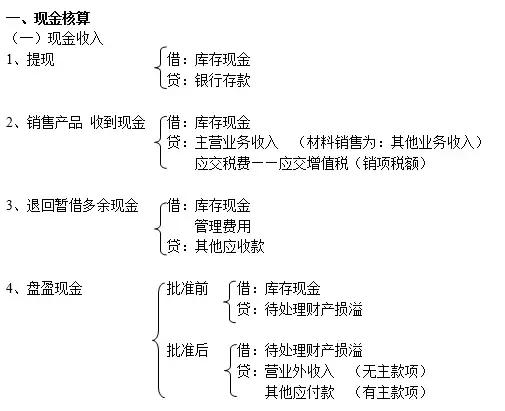 一、现金核算
（一）现金收入
1、提现 借：库存现金
贷：银行存款
2、销售产品 收到现金 借：库存现金
贷：主营业务收入 （材料销售为：其他业务收入）
应交税费——应交增值税（销项税额）
3、退回暂借多余现金 借：库存现金
管理费用
贷：其他应收款
4、盘盈现金 批准前 借：库存现金
贷：待处理财产损溢
批准后 借：待处理财产损溢
贷：营业外收入 （无主款项）
其他应付款 （有主款项）